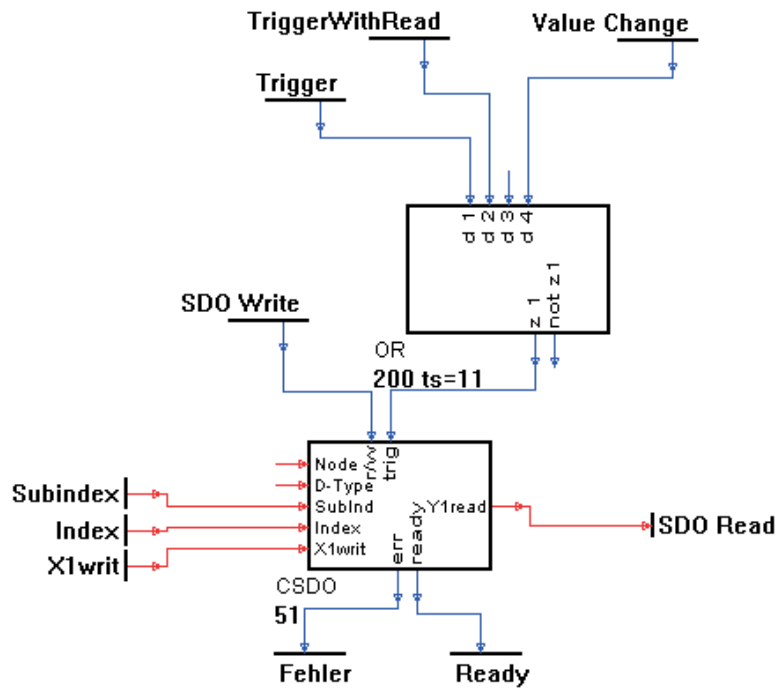 TriggerWithRead
Value Change
Trigger
d 1
d 2
d 3
d 4
z 1
not z1
SDO Write
OR
200 ts=11
r/w
trig
Node
D-Type
SubInd
Index
X1writ
err
ready
Y1read
Subindex
Index
X1writ
SDO Read
CSDO
51
Fehler
Ready